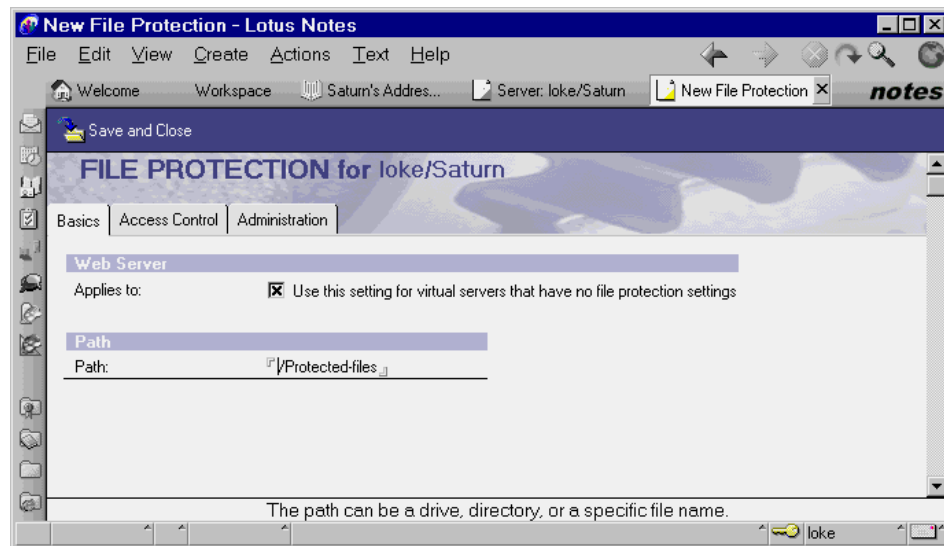 New File Protection - Lotus Notes
File Edit View Create Actions Text Help
Welcome Workspace Saturn's Addres... Server: loke/Saturn New File Protection notes
Save and Close
FILE PROTECTION for loke/Saturn
Basics Access Control Administration
Web Server
Applies to: Use this setting for virtual servers that have no file protection settings
Path
Path: /Protected-files
The path can be a drive, directory, or a specific file name.
loke